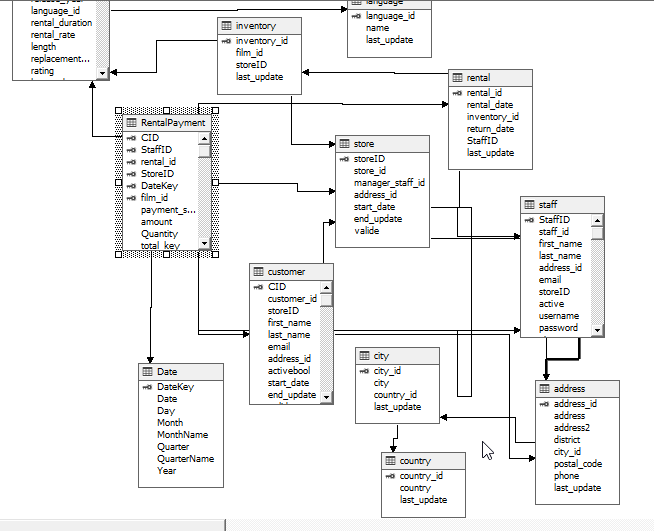 language_id
rental_duration
rental_rate
length
replacement...
rating
language
language_id
name
last_update
inventory
inventory_id
film_id
storeID
last_update
rental
rental_id
rental_date
inventory_id
return_date
StaffID
last_update
RentalPayment
CID
StaffID
rental_id
StoreID
DateKey
film_id
payment_s...
amount
Quantity
total_key
store
storeID
store_id
manager_staff_id
address_id
start_date
end_update
valide
staff
StaffID
staff_id
first_name
last_name
address_id
email
storeID
active
username
password
customer
CID
customer_id
storeID
first_name
last_name
email
address_id
activebool
start_date
end_update
Date
DateKey
Date
Day
Month
MonthName
Quarter
QuarterName
Year
city
city_id
city
country_id
last_update
address
address_id
address
address2
district
city_id
postal_code
phone
last_update
country
country_id
country
last_update